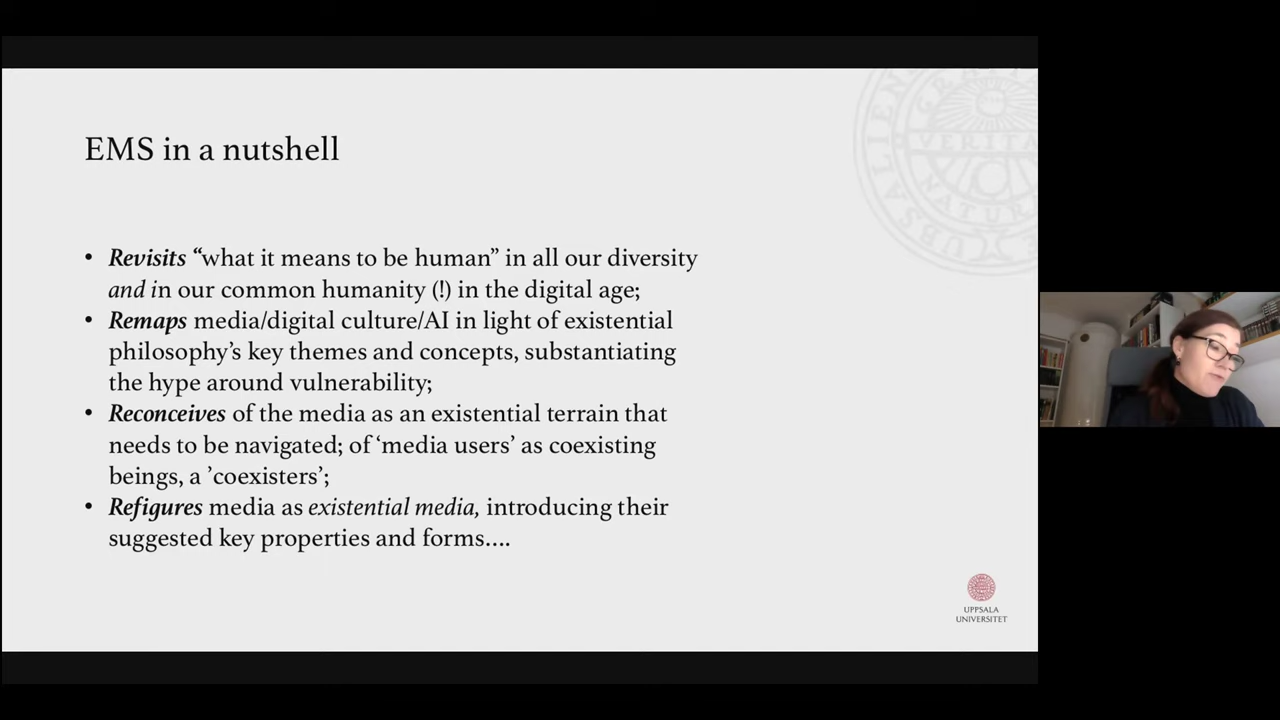 EMS in a nutshell
• Revisits “what it means to be human” in all our diversity
and in our common humanity (!) in the digital age;
• Remaps media/digital culture/AI in light of existential
philosophy’s key themes and concepts, substantiating
the hype around vulnerability;
• Reconceives of the media as an existential terrain that
needs to be navigated; of ‘media users’ as coexisting
beings, a ’coexisters’;
• Refigures media as existential media, introducing their
suggested key properties and forms….
VERITA
NATUR
UPPSALA
UNIVERSITET